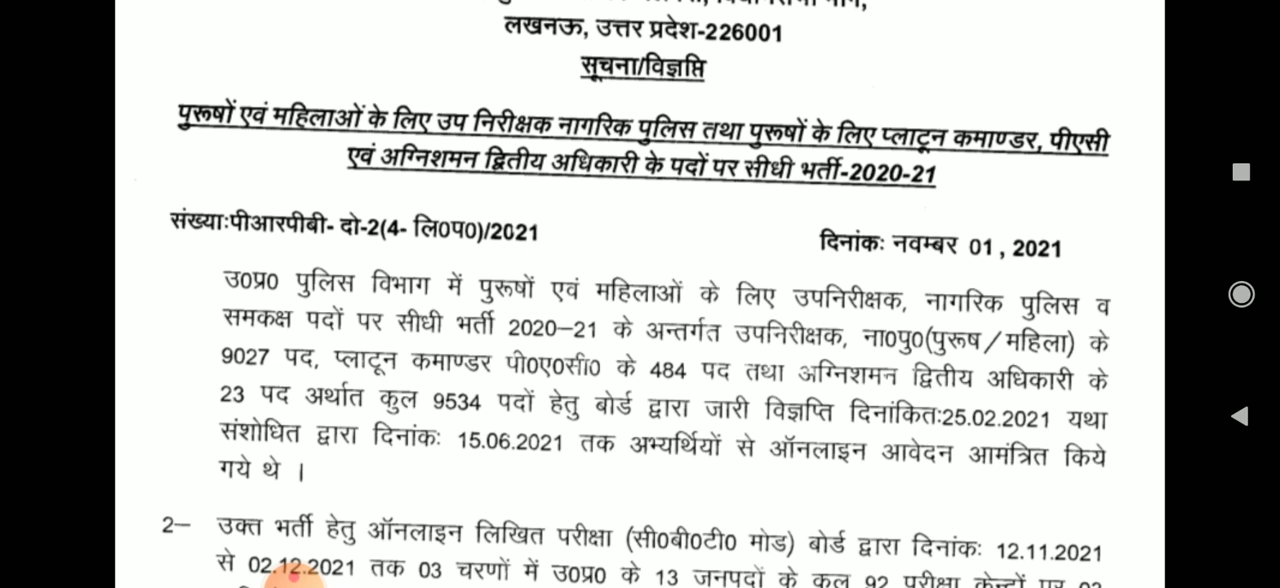 लखनऊ, उत्तर प्रदेश-226001
सूचना/विज्ञप्ति
पुरूषों एवं महिलाओं के लिए उप निरीक्षक नागरिक पुलिस तथा पुरूषों के लिए प्लाटून कमाण्डर, पीएसी
एवं अग्निशमन द्वितीय अधिकारी के पदों पर सीधी भर्ती-2020-21
संख्याःपीआरपीबी- दो-2(4- लि0प0)/2021
दिनांकः नवम्बर 01, 2021
उ0प्र0 पुलिस विभाग में पुरूषों एवं महिलाओं के लिए उपनिरीक्षक, नागरिक पुलिस व
समकक्ष पदों पर सीधी भर्ती 2020–21 के अन्तर्गत उपनिरीक्षक, ना0पु0(पुरूष/महिला) के
9027 पद, प्लाटून कमाण्डर पी0ए0सी0 के 484 पद तथा अग्निशमन द्वितीय अधिकारी के
23 पद अर्थात कुल 9534 पदों हेतु बोर्ड द्वारा जारी विज्ञप्ति दिनांकितः25.02.2021 यथा
संशोधित द्वारा दिनांकः 15.06.2021 तक अभ्यर्थियों से ऑनलाइन आवेदन आमंत्रित किये
गये थे ।
2– उक्त भर्ती हेतु ऑनलाइन लिखित परीक्षा (सी0बी0टी0 मोड) बोर्ड द्वारा दिनांकः 12.11.2021
से 02.12.2021 तक 03 चरणों में उ0प्र0 के 13 जनपदों के कुल 92 परीक्षा केन्द्रों पर 03